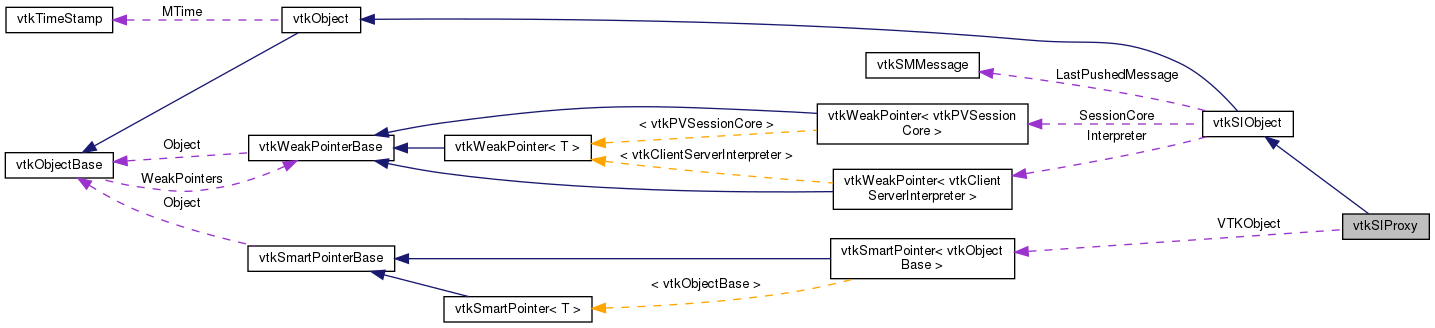 vtkTimeStamp
MTime
vtkObject
vtkSMMessage
LastPushedMessage
vtkWeakPointer< vtkPVSession
Core >
SessionCore
vtkSIObject
Interpreter
< vtkPVSessionCore >
Object
vtkWeakPointerBase
vtkWeakPointer< T >
< vtkClientServerInterpreter >
vtkObjectBase
WeakPointers
vtkWeakPointer< vtkClient
ServerInterpreter >
Object
VTKObject
vtkSIProxy
vtkSmartPointerBase
vtkSmartPointer< vtkObject
Base >
< vtkObjectBase >
vtkSmartPointer< T >